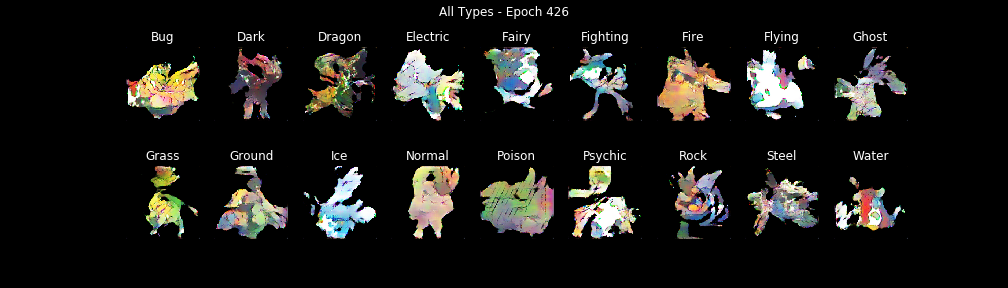 All Types - Epoch 426
Bug Dark Dragon Electric Fairy Fighting Fire Flying Ghost
Grass Ground Ice Normal Poison Psychic Rock Steel Water